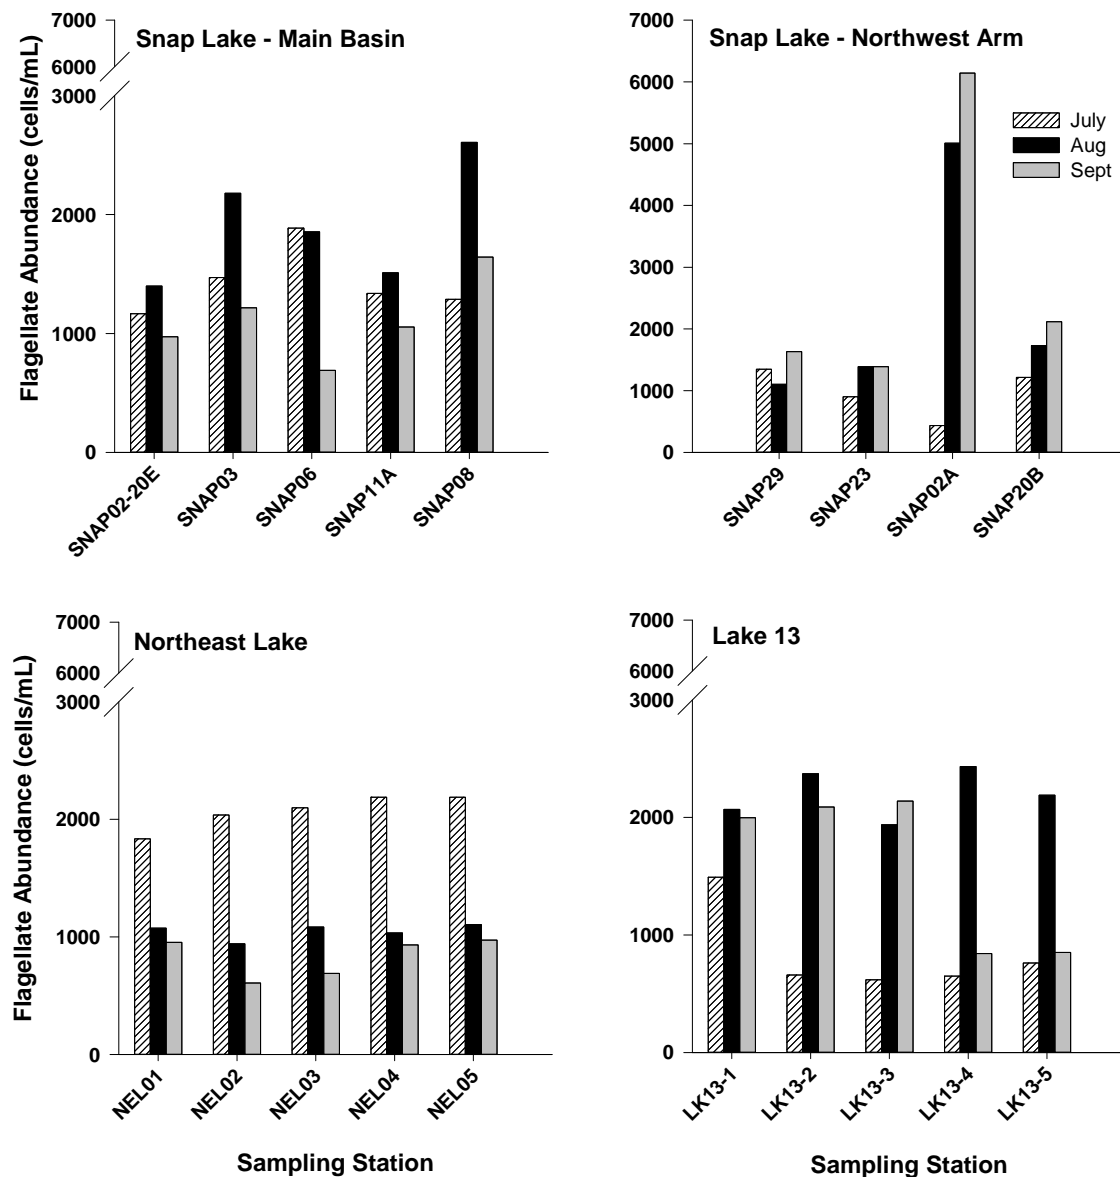 Snap Lake - Main Basin
Flagellate Abundance (cells/mL)
7000
6000
3000
2000
1000
0
SNAP02-20E
SNAP03
SNAP06
SNAP11A
SNAP08
Snap Lake - Northwest Arm
7000
6000
5000
4000
3000
2000
1000
0
July
Aug
Sept
SNAP29
SNAP23
SNAP02A
SNAP20B
Northeast Lake
Flagellate Abundance (cells/mL)
7000
6000
3000
2000
1000
0
NEL01
NEL02
NEL03
NEL04
NEL05
Sampling Station
Lake 13
7000
6000
3000
2000
1000
0
LK13-1
LK13-2
LK13-3
LK13-4
LK13-5
Sampling Station